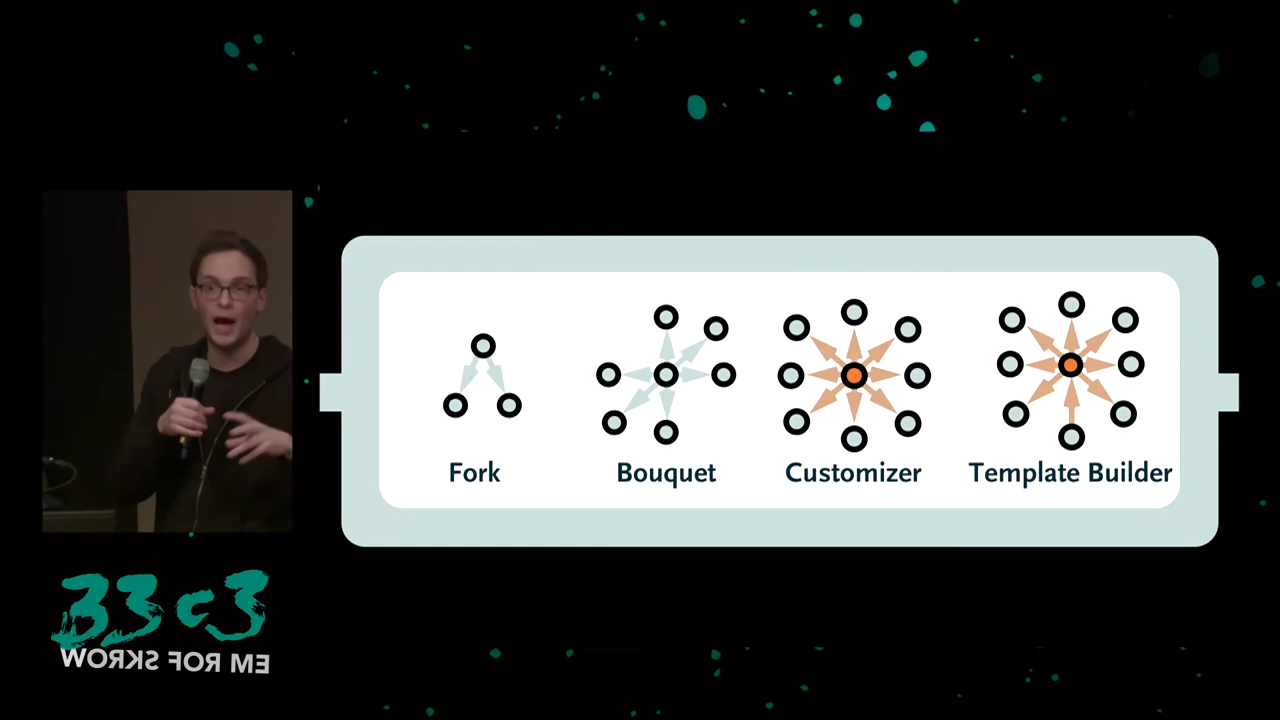 Fork
Bouquet
Customizer
Template Builder
33c3
WORKS FOR ME